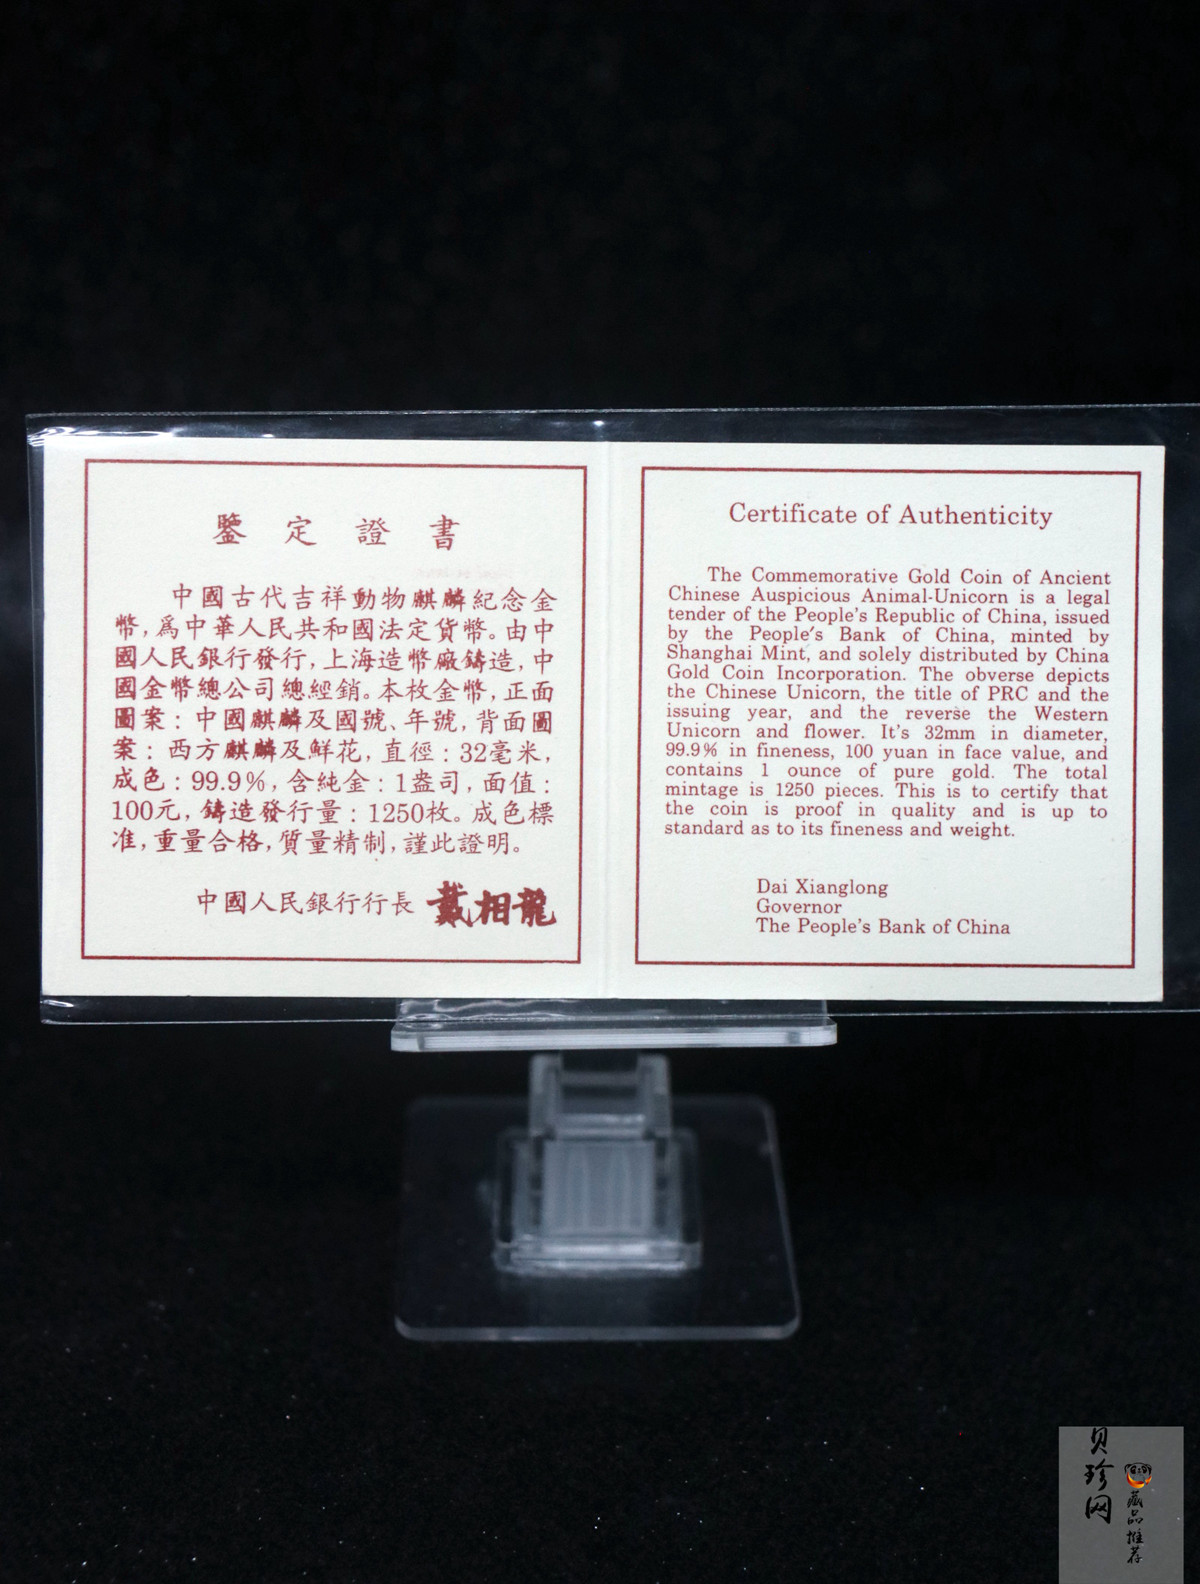 鑒定證書
中國古代吉祥動物麒麟紀念金
幣，爲中華人民共和國法定貨幣。由中
國人民銀行發行，上海造幣廠鑄造，中
國金幣總公司總經銷。本枚金幣，正面
圖案：中國麒麟及國號、年號，背面圖
案：西方麒麟及鮮花，直徑：32毫米，
成色：99.9%，含純金：1盎司，面值：
100元，鑄造發行量：1250枚。成色標
准，重量合格，質量精制，謹此證明。
中國人民銀行行長 戴相龍
Certificate of Authenticity
The Commemorative Gold Coin of Ancient
Chinese Auspicious Animal-Unicorn is a legal
tender of the People's Republic of China, issued
by the People's Bank of China, minted by
Shanghai Mint, and solely distributed by China
Gold Coin Incorporation. The obverse depicts
the Chinese Unicorn, the title of PRC and the
issuing year, and the reverse the Western
Unicorn and flower. It's 32mm in diameter,
99.9% in fineness, 100 yuan in face value, and
contains 1 ounce of pure gold. The total
mintage is 1250 pieces. This is to certify that
the coin is proof in quality and is up to
standard as to its fineness and weight.
Dai Xianglong
Governor
The People's Bank of China
贝珍网
藏品推荐